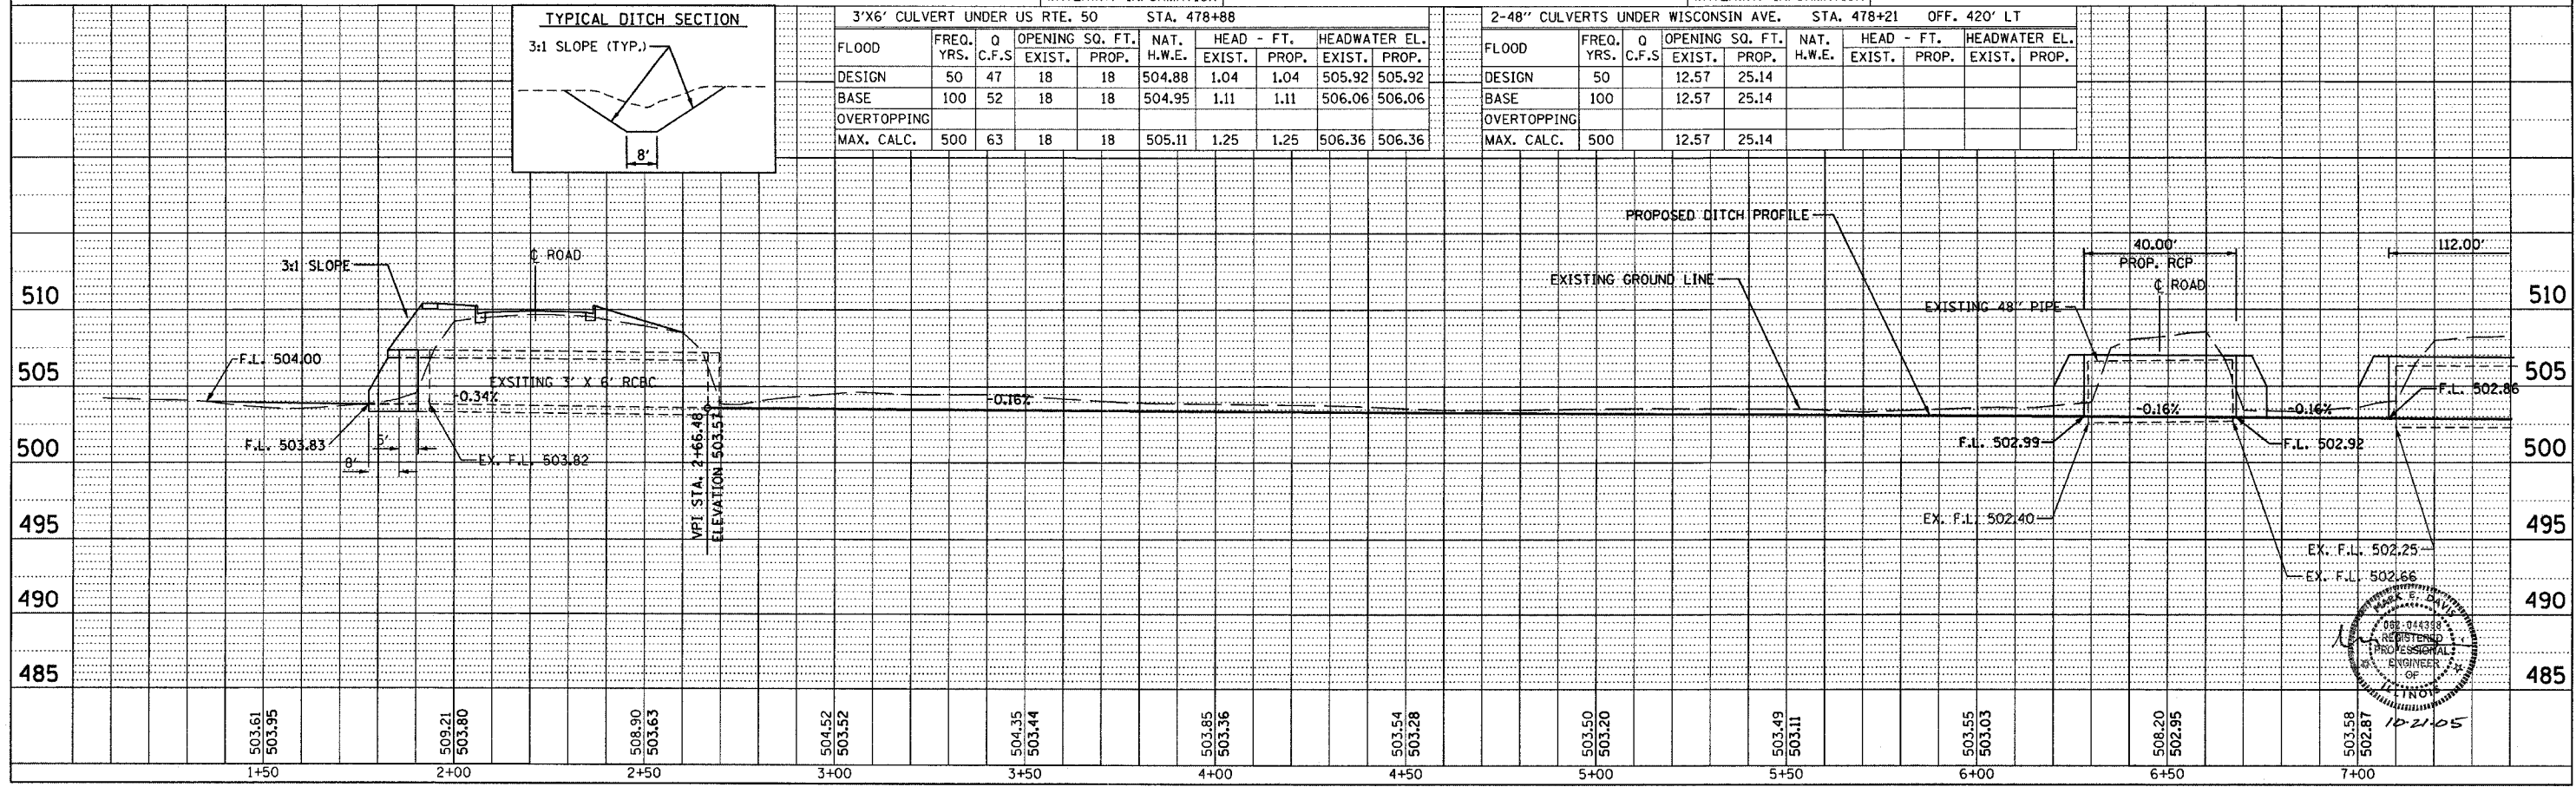 TYPICAL DITCH SECTION
3:1 SLOPE (TYP.)
8'
3'X6' CULVERT UNDER US RTE. 50 STA. 478+88
FLOOD FREQ. YRS. Q C.F.S OPENING SQ. FT. EXIST. PROP. NAT. H.W.E. HEAD - FT. EXIST. PROP. HEADWATER EL. EXIST. PROP.
DESIGN 50 47 18 18 504.88 1.04 1.04 505.92 505.92
BASE 100 52 18 18 504.95 1.11 1.11 506.06 506.06
OVERTOPPING
MAX. CALC. 500 63 18 18 505.11 1.25 1.25 506.36 506.36
2-48" CULVERTS UNDER WISCONSIN AVE. STA. 478+21 OFF. 420' LT
FLOOD FREQ. YRS. Q C.F.S OPENING SQ. FT. EXIST. PROP. NAT. H.W.E. HEAD - FT. EXIST. PROP. HEADWATER EL. EXIST. PROP.
DESIGN 50 12.57 25.14
BASE 100 12.57 25.14
OVERTOPPING
MAX. CALC. 500 12.57 25.14
PROPOSED DITCH PROFILE
EXISTING GROUND LINE
3:1 SLOPE
℄ ROAD
40.00'
PROP. RCP
112.00'
℄ ROAD
EXISTING 48" PIPE
510 510
F.L. 504.00
505 505
EXSITING 3' X 6' RCBC
-0.34%
-0.16%
-0.16%
-0.16%
F.L. 502.86
F.L. 503.83
5'
8'
EX. F.L. 503.82
VPI STA. 2+66.48
ELEVATION 503.57
F.L. 502.99
F.L. 502.92
500 500
EX. F.L. 502.40
495 495
EX. F.L. 502.25
EX. F.L. 502.66
490 490
485 485
MARK E. DAVIS
062-044398
REGISTERED
PROFESSIONAL
ENGINEER
OF
ILLINOIS
10-21-05
503.61 509.21 508.90 504.52 504.35 503.85 503.54 503.50 503.49 503.55 508.20 503.58
503.95 503.80 503.63 503.52 503.44 503.36 503.28 503.20 503.11 503.03 502.95 502.87
1+50 2+00 2+50 3+00 3+50 4+00 4+50 5+00 5+50 6+00 6+50 7+00